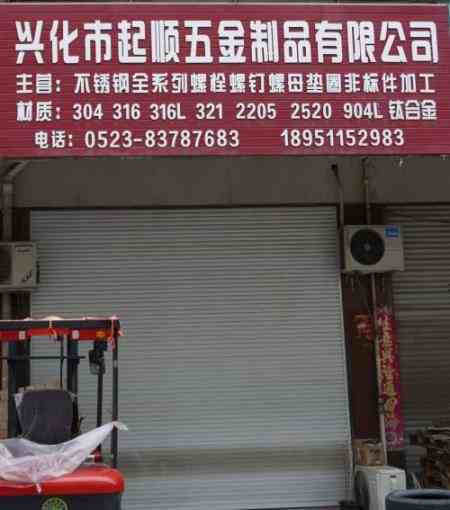 兴化市起顺五金制品有限公司
主营：不锈钢全系列螺栓螺钉螺母垫圈非标件加工
材质：304 316 316L 321 2205 2520 904L 钛合金
电话：0523-83787683 18951152983